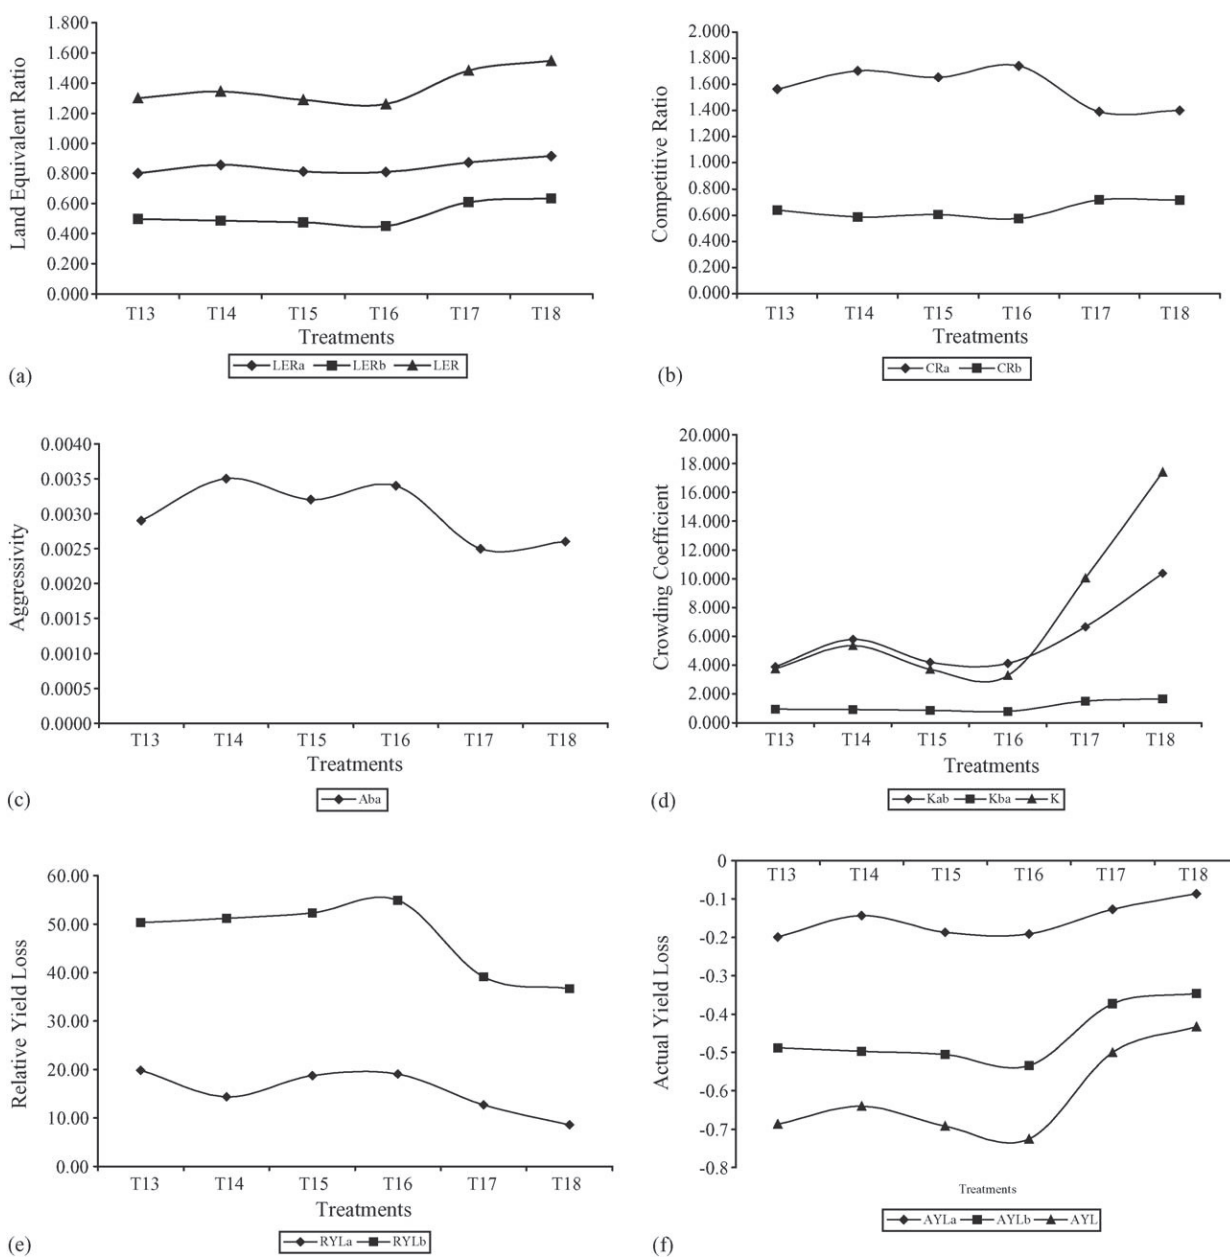 1.800
1.600
1.400
1.200
1.000
0.800
0.600
0.400
0.200
0.000
Land Equivalent Ratio
T13 T14 T15 T16 T17 T18
Treatments
LERa LERb LER
(a)
2.000
1.800
1.600
1.400
1.200
1.000
0.800
0.600
0.400
0.200
0.000
Competitive Ratio
T13 T14 T15 T16 T17 T18
Treatments
CRa CRb
(b)
0.0040
0.0035
0.0030
0.0025
0.0020
0.0015
0.0010
0.0005
0.0000
Aggressivity
T13 T14 T15 T16 T17 T18
Treatments
Aba
(c)
20.000
18.000
16.000
14.000
12.000
10.000
8.000
6.000
4.000
2.000
0.000
Crowding Coefficient
T13 T14 T15 T16 T17 T18
Treatments
Kab Kba K
(d)
60.00
50.00
40.00
30.00
20.00
10.00
0.00
Relative Yield Loss
T13 T14 T15 T16 T17 T18
Treatments
RYLa RYLb
(e)
0
-0.1
-0.2
-0.3
-0.4
-0.5
-0.6
-0.7
-0.8
Actual Yield Loss
T13 T14 T15 T16 T17 T18
Treatments
AYLa AYLb AYL
(f)